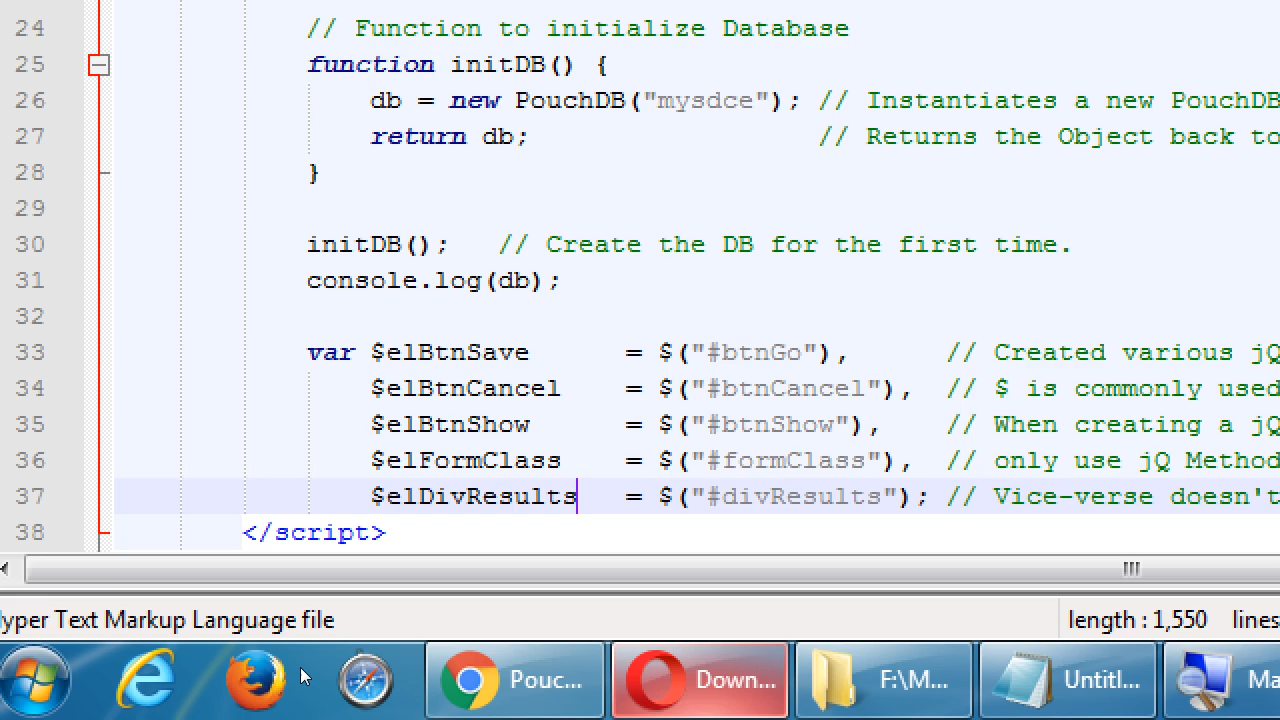 24 // Function to initialize Database
25 function initDB() {
26 db = new PouchDB("mysdce"); // Instantiates a new PouchDB
27 return db; // Returns the Object back to
28 }
29
30 initDB(); // Create the DB for the first time.
31 console.log(db);
32
33 var $elBtnSave = $("#btnGo"), // Created various jQ
34 $elBtnCancel = $("#btnCancel"), // $ is commonly used
35 $elBtnShow = $("#btnShow"), // When creating a jQ
36 $elFormClass = $("#formClass"), // only use jQ Method
37 $elDivResults = $("#divResults"); // Vice-verse doesn't
38 </script>
yper Text Markup Language file length : 1,550 lines
Pouc... Down... F:\M... Untitl... Ma